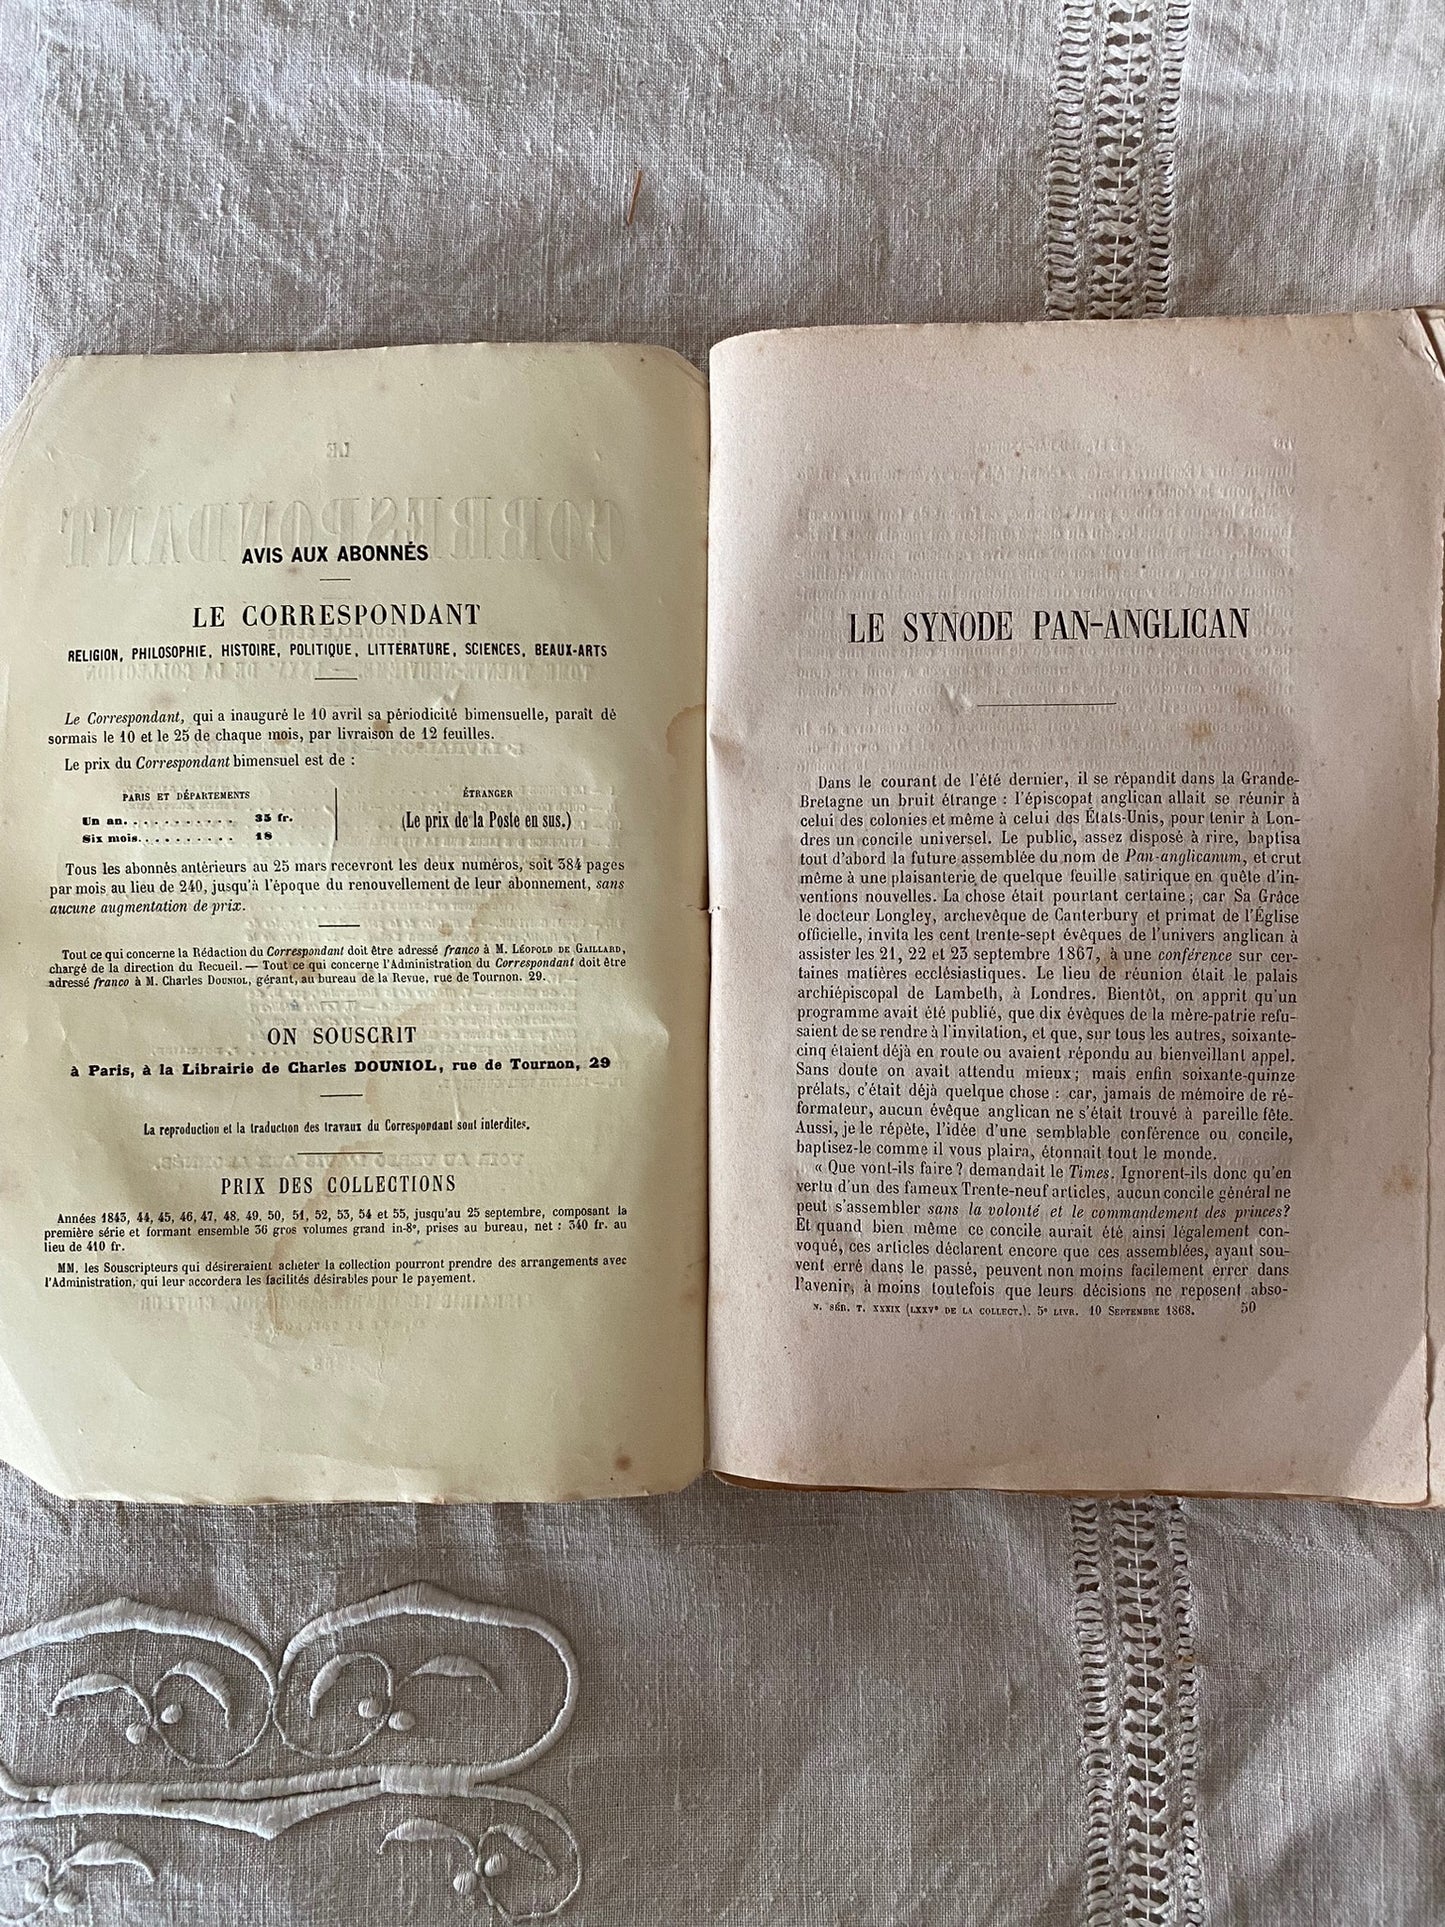 AVIS AUX ABONNÉS
LE CORRESPONDANT
RELIGION, PHILOSOPHIE, HISTOIRE, POLITIQUE, LITTÉRATURE, SCIENCES, BEAUX-ARTS
Le Correspondant, qui a inauguré le 10 avril sa périodicité bimensuelle, paraît dé
sormais le 10 et le 25 de chaque mois, par livraison de 12 feuilles.
Le prix du Correspondant bimensuel est de :
PARIS ET DÉPARTEMENTS
Un an. . . . . . . . . . . 35 fr.
Six mois. . . . . . . . . . 18
ÉTRANGER
(Le prix de la Poste en sus.)
Tous les abonnés antérieurs au 25 mars recevront les deux numéros, soit 384 pages
par mois au lieu de 240, jusqu'à l'époque du renouvellement de leur abonnement, sans
aucune augmentation de prix.
Tout ce qui concerne la Rédaction du Correspondant doit être adressé franco à M. LÉOPOLD DE GAILLARD,
chargé de la direction du Recueil. — Tout ce qui concerne l'Administration du Correspondant doit être
adressé franco à M. CHARLES DOUNIOL, gérant, au bureau de la Revue, rue de Tournon. 29.
ON SOUSCRIT
à Paris, à la Librairie de Charles DOUNIOL, rue de Tournon, 29
La reproduction et la traduction des travaux du Correspondant sont interdites.
PRIX DES COLLECTIONS
Années 1843, 44, 45, 46, 47, 48, 49, 50, 51, 52, 53, 54 et 55, jusqu'au 25 septembre, composant la
première série et formant ensemble 36 gros volumes grand in-8º, prises au bureau, net : 340 fr. au
lieu de 410 fr.
MM. les Souscripteurs qui désireraient acheter la collection pourront prendre des arrangements avec
l'Administration, qui leur accordera les facilités désirables pour le payement.
LE SYNODE PAN-ANGLICAN
Dans le courant de l'été dernier, il se répandit dans la Grande-
Bretagne un bruit étrange : l'épiscopat anglican allait se réunir à
celui des colonies et même à celui des États-Unis, pour tenir à Lon-
dres un concile universel. Le public, assez disposé à rire, baptisa
tout d'abord la future assemblée du nom de Pan-anglicanum, et crut
même à une plaisanterie de quelque feuille satirique en quête d'in-
ventions nouvelles. La chose était pourtant certaine ; car Sa Grâce
le docteur Longley, archevêque de Canterbury et primat de l'Église
officielle, invita les cent trente-sept évêques de l'univers anglican à
assister les 21, 22 et 23 septembre 1867, à une conférence sur cer-
taines matières ecclésiastiques. Le lieu de réunion était le palais
archiépiscopal de Lambeth, à Londres. Bientôt, on apprit qu'un
programme avait été publié, que dix évêques de la mère-patrie refu-
saient de se rendre à l'invitation, et que, sur tous les autres, soixante-
cinq étaient déjà en route ou avaient répondu au bienveillant appel.
Sans doute on avait attendu mieux ; mais enfin soixante-quinze
prélats, c'était déjà quelque chose : car, jamais de mémoire de ré-
formateur, aucun évêque anglican ne s'était trouvé à pareille fête.
Aussi, je le répète, l'idée d'une semblable conférence ou concile,
baptisez-le comme il vous plaira, étonnait tout le monde.
« Que vont-ils faire ? demandait le Times. Ignorent-ils donc qu'en
vertu d'un des fameux Trente-neuf articles, aucun concile général ne
peut s'assembler sans la volonté et le commandement des princes ?
Et quand bien même ce concile aurait été ainsi légalement con-
voqué, ces articles déclarent encore que ces assemblées, ayant sou-
vent erré dans le passé, peuvent non moins facilement errer dans
l'avenir, à moins toutefois que leurs décisions ne reposent abso-
N. SÉR. T. XXXIX (LXXVe DE LA COLLECT.). 5e LIVR. 10 SEPTEMBRE 1868. 50